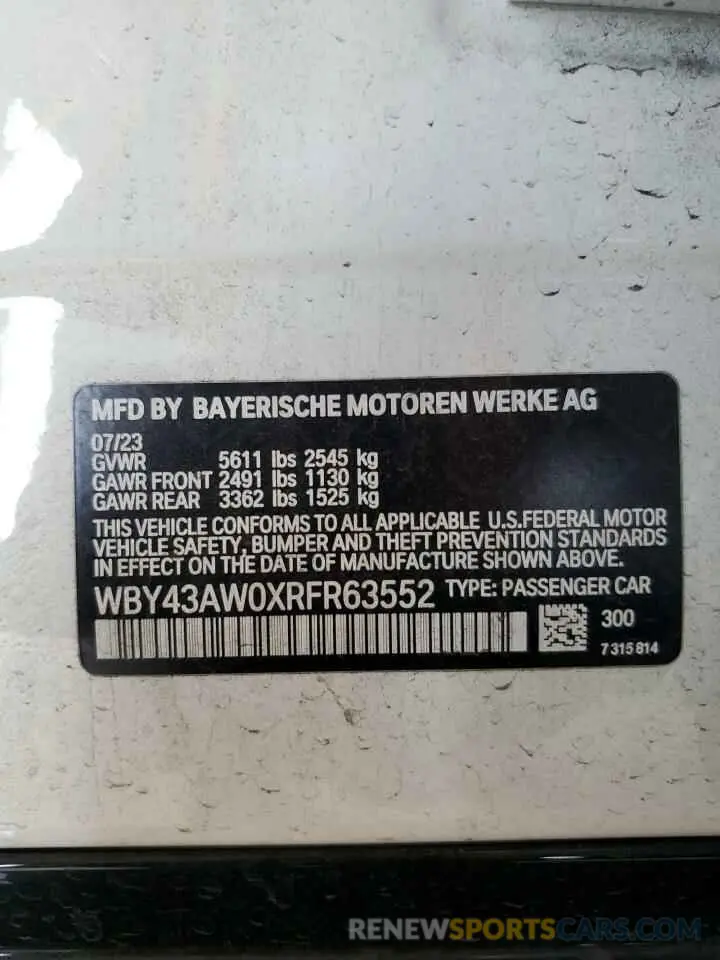 MFD BY BAYERISCHE MOTOREN WERKE AG
07/23
GVWR 5611 lbs 2545 kg
GAWR FRONT 2491 lbs 1130 kg
GAWR REAR 3362 lbs 1525 kg
THIS VEHICLE CONFORMS TO ALL APPLICABLE U.S.FEDERAL MOTOR
VEHICLE SAFETY, BUMPER AND THEFT PREVENTION STANDARDS
IN EFFECT ON THE DATE OF MANUFACTURE SHOWN ABOVE.
WBY43AW0XRFR63552 TYPE: PASSENGER CAR
300
7 315 814
RENEWSPORTSCARS.COM